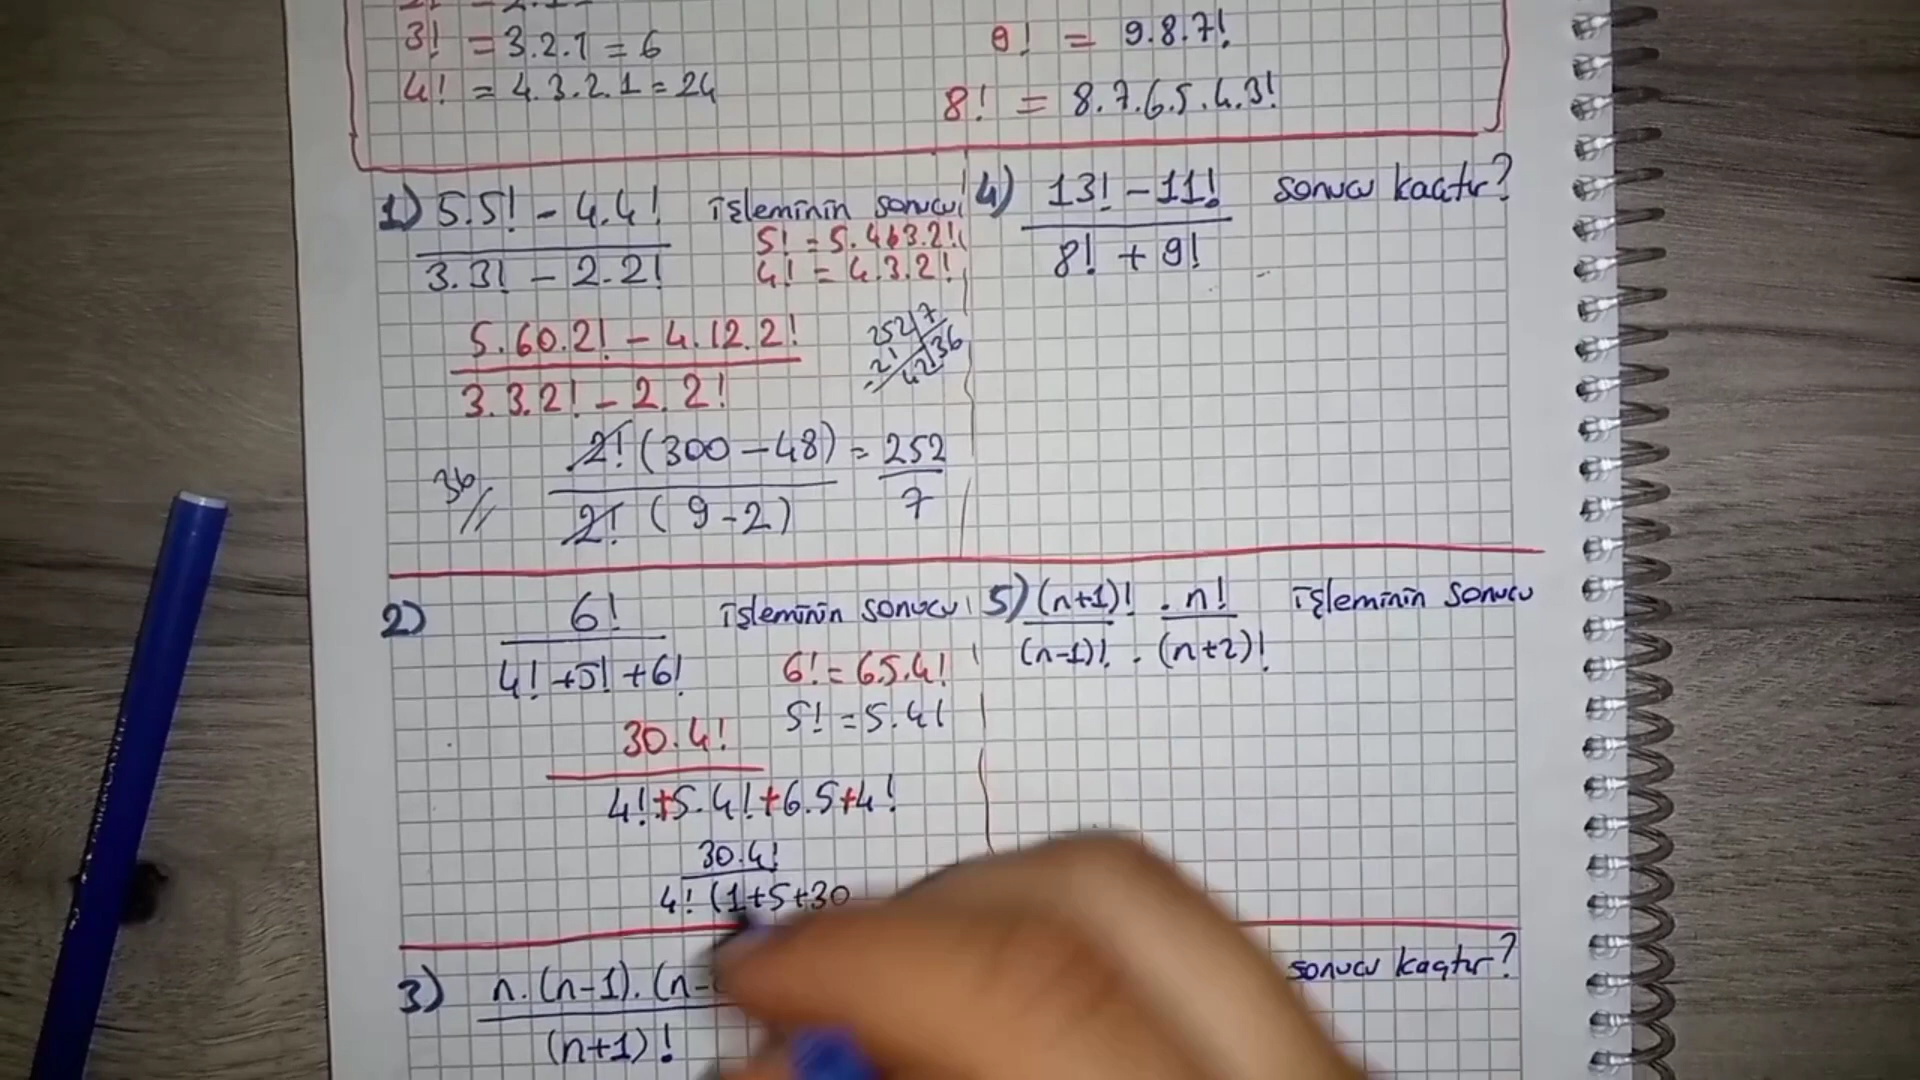 3! = 3.2.1 = 6
4! = 4.3.2.1 = 24
9! = 9.8.7!
8! = 8.7.6.5.4.3!
1) 5.5! - 4.4! işleminin sonucu
3.3! - 2.2!
5! = 5.4.3.2!
4! = 4.3.2!
5.60.2! - 4.12.2!
3.3.2! - 2.2!
252 7
21 36
42
2! (300 - 48) = 252
2! (9 - 2) 7
36//
2) 6! işleminin sonucu
4! + 5! + 6!
6! = 6.5.4!
5! = 5.4!
30.4!
4! + 5.4! + 6.5+4!
30.4!
4! (1+5+30
3) n.(n-1).(n-
(n+1)!
4) 13! - 11! sonucu kaçtır?
8! + 9!
5) (n+1)! . n! işleminin sonucu
(n-1)! . (n+2)!
sonucu kaçtır?